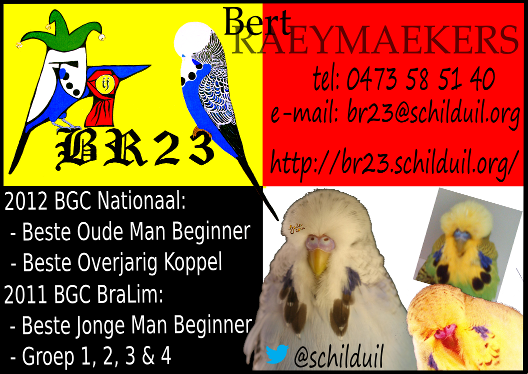 Bert
RAEYMAEKERS
tel: 0473 58 51 40
e-mail: br23@schilduil.org
BR23
http://br23.schilduil.org/
2012 BGC Nationaal:
- Beste Oude Man Beginner
- Beste Overjarig Koppel
2011 BGC BraLim:
- Beste Jonge Man Beginner
- Groep 1, 2, 3 & 4
@schilduil